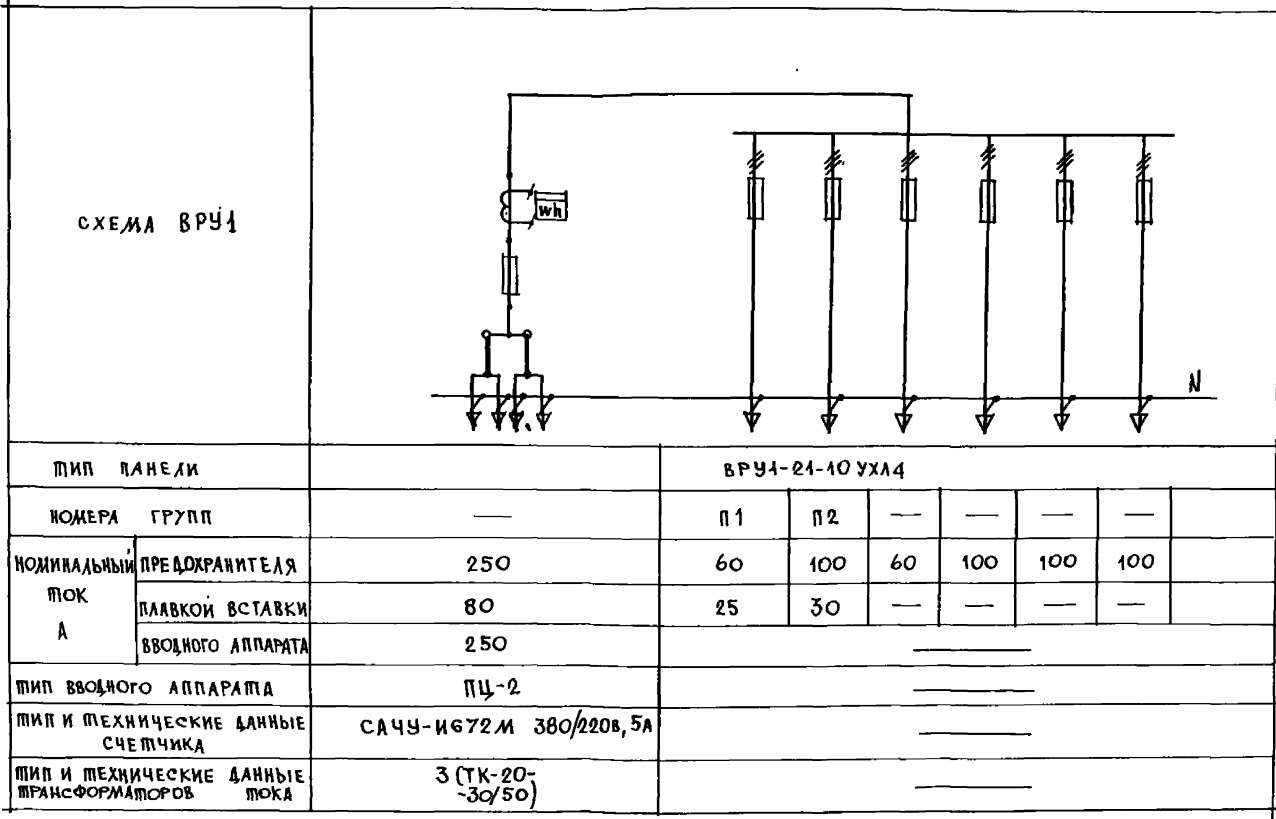 СХЕМА ВРУ1
Wh
N
ТИП ПАНЕЛИ
ВРУ1-21-10 УХЛ4
НОМЕРА ГРУПП — П1 П2 — — — —
НОМИНАЛЬНЫЙ ТОК А
ПРЕДОХРАНИТЕЛЯ 250 60 100 60 100 100 100
ПЛАВКОЙ ВСТАВКИ 80 25 30 — — — —
ВВОДНОГО АППАРАТА 250 —
ТИП ВВОДНОГО АППАРАТА ПЦ-2 —
ТИП И ТЕХНИЧЕСКИЕ ДАННЫЕ
СЧЕТЧИКА
САЧУ-И672М 380/220В, 5А —
ТИП И ТЕХНИЧЕСКИЕ ДАННЫЕ
ТРАНСФОРМАТОРОВ ТОКА
3 (ТК-20-
-30/50) —